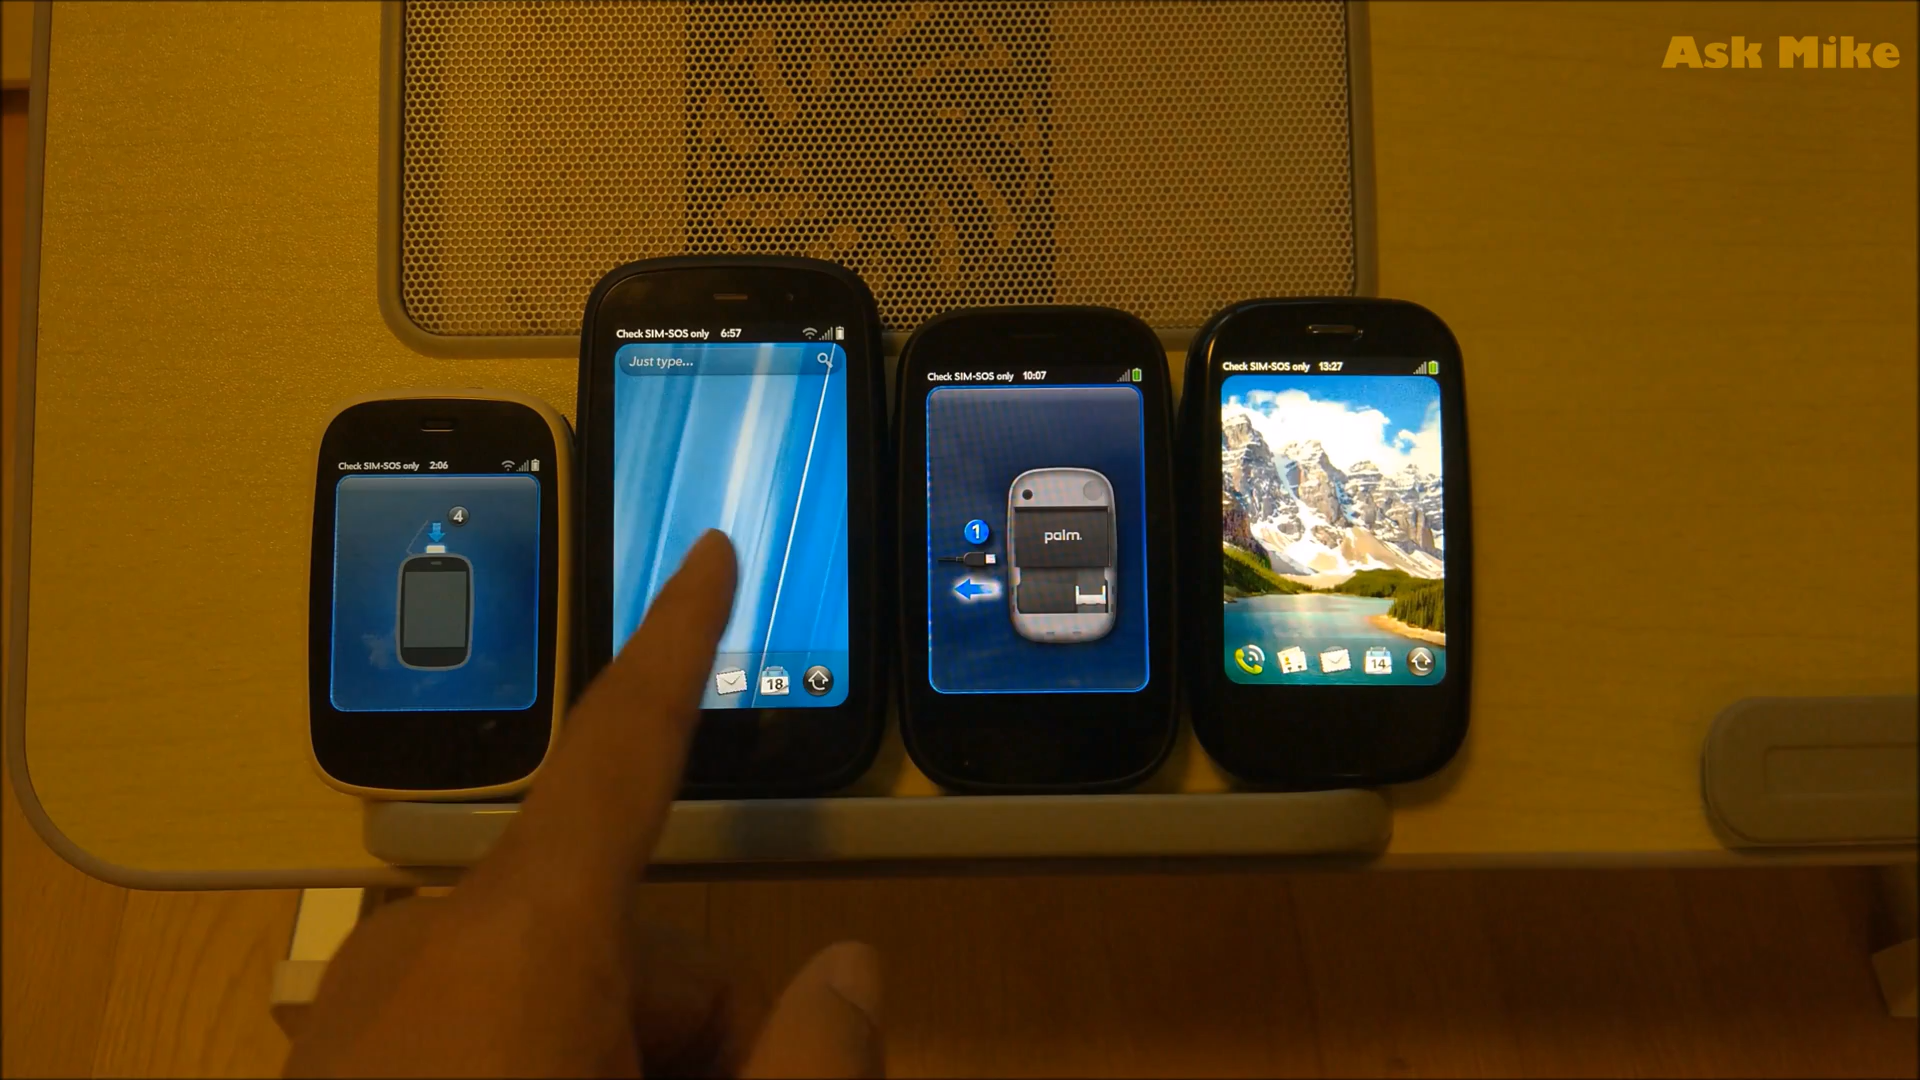 Ask Mike
Check SIM-SOS only 2:06
4
Check SIM-SOS only 6:57
Just type...
18
Check SIM-SOS only 10:07
1
palm.
Check SIM-SOS only 13:27
14